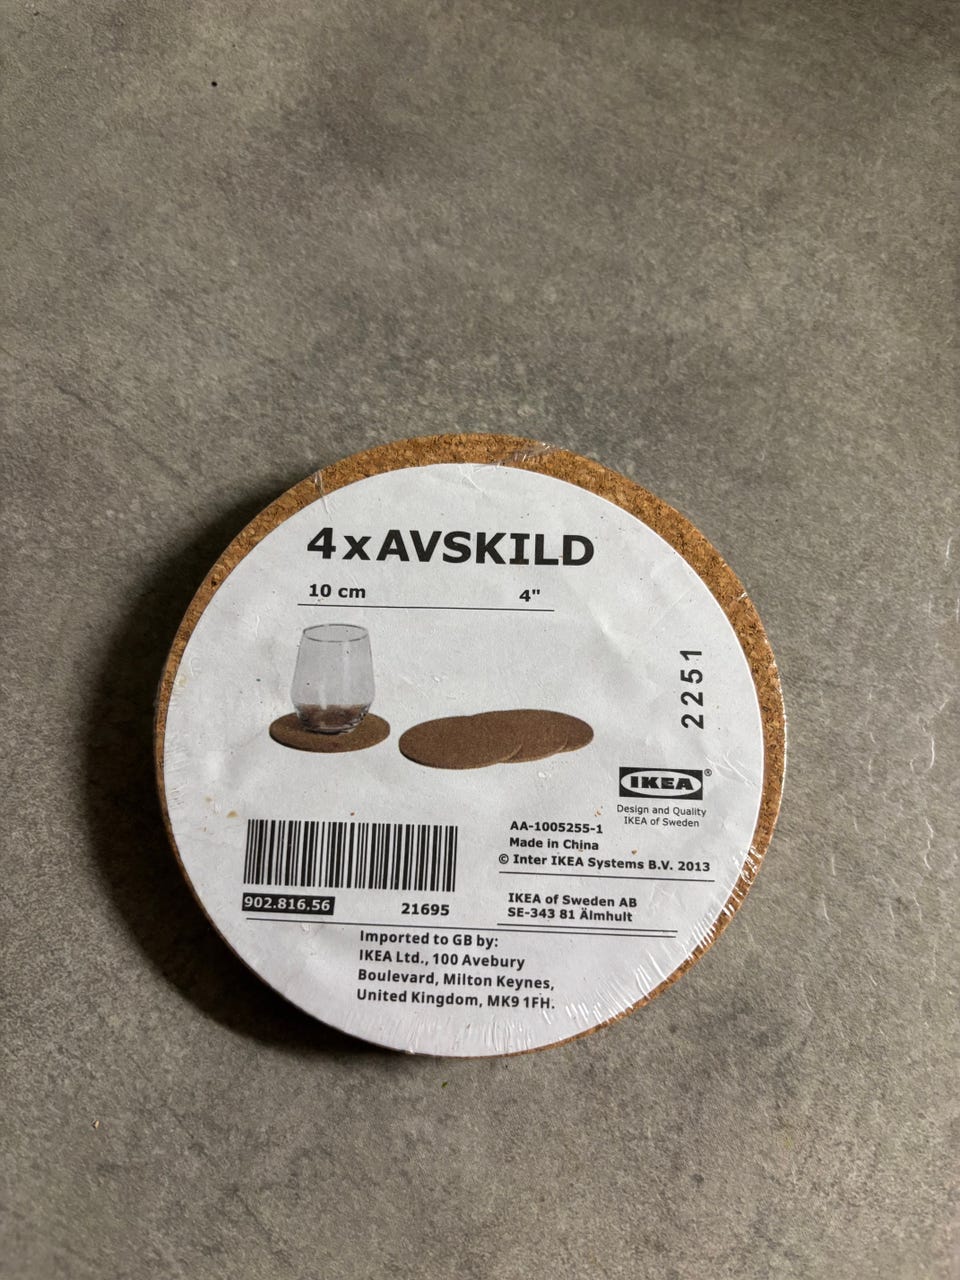 4xAVSKILD
10 cm 4"
2251
IKEA®
Design and Quality
IKEA of Sweden
AA-1005255-1
Made in China
© Inter IKEA Systems B.V. 2013
902.816.56 21695
IKEA of Sweden AB
SE-343 81 Älmhult
Imported to GB by:
IKEA Ltd., 100 Avebury
Boulevard, Milton Keynes,
United Kingdom, MK9 1FH.